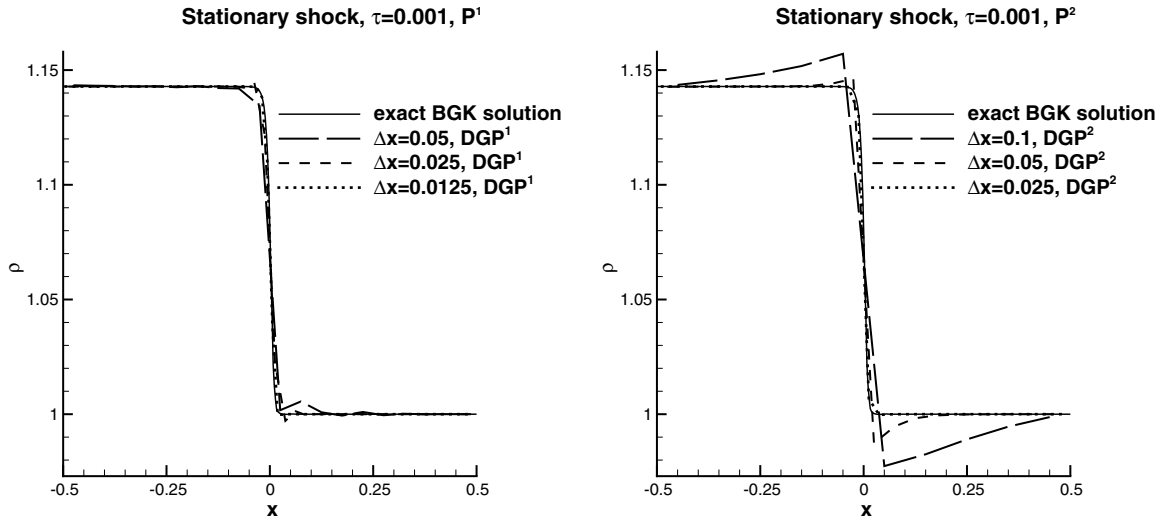 Stationary shock, τ=0.001, P¹
1.15
1.1
1.05
1
ρ
exact BGK solution
Δx=0.05, DGP¹
Δx=0.025, DGP¹
Δx=0.0125, DGP¹
-0.5
-0.25
0
0.25
0.5
x
Stationary shock, τ=0.001, P²
1.15
1.1
1.05
1
ρ
exact BGK solution
Δx=0.1, DGP²
Δx=0.05, DGP²
Δx=0.025, DGP²
-0.5
-0.25
0
0.25
0.5
x